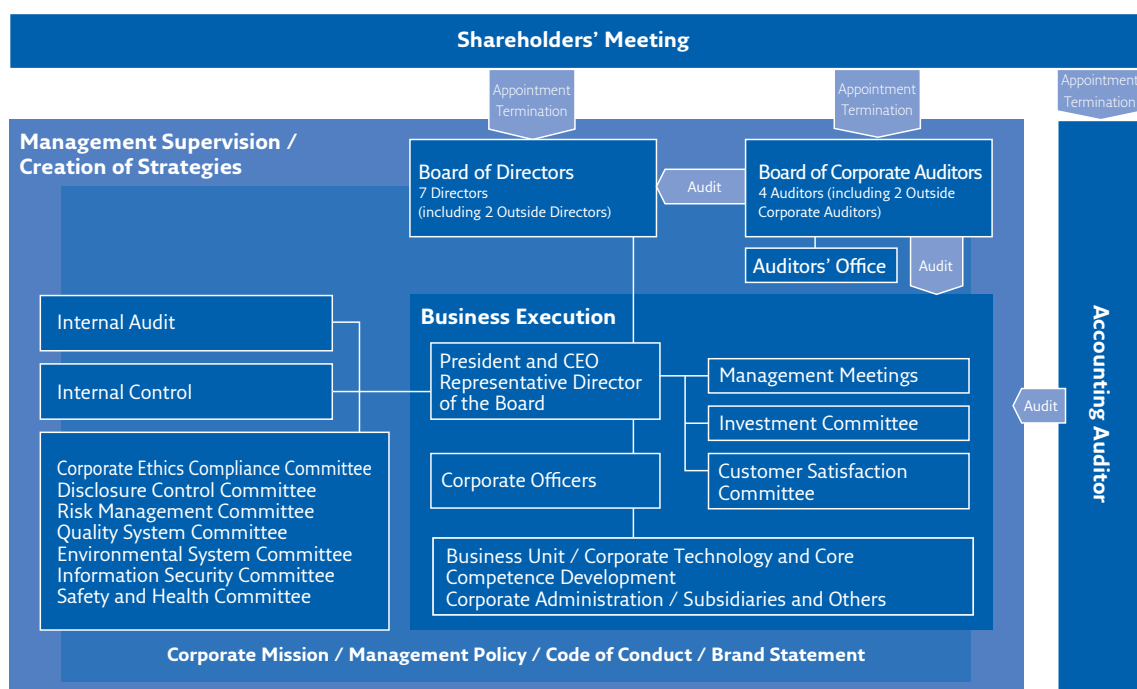 Shareholders’ Meeting
Appointment
Termination
Appointment
Termination
Appointment
Termination
Management Supervision /
Creation of Strategies
Board of Directors
7 Directors
(including 2 Outside Directors)
Audit
Board of Corporate Auditors
4 Auditors (including 2 Outside
Corporate Auditors)
Auditors’ Office
Audit
Internal Audit
Internal Control
Corporate Ethics Compliance Committee
Disclosure Control Committee
Risk Management Committee
Quality System Committee
Environmental System Committee
Information Security Committee
Safety and Health Committee
Business Execution
President and CEO
Representative Director
of the Board
Management Meetings
Investment Committee
Customer Satisfaction
Committee
Corporate Officers
Business Unit / Corporate Technology and Core
Competence Development
Corporate Administration / Subsidiaries and Others
Audit
Accounting Auditor
Corporate Mission / Management Policy / Code of Conduct / Brand Statement